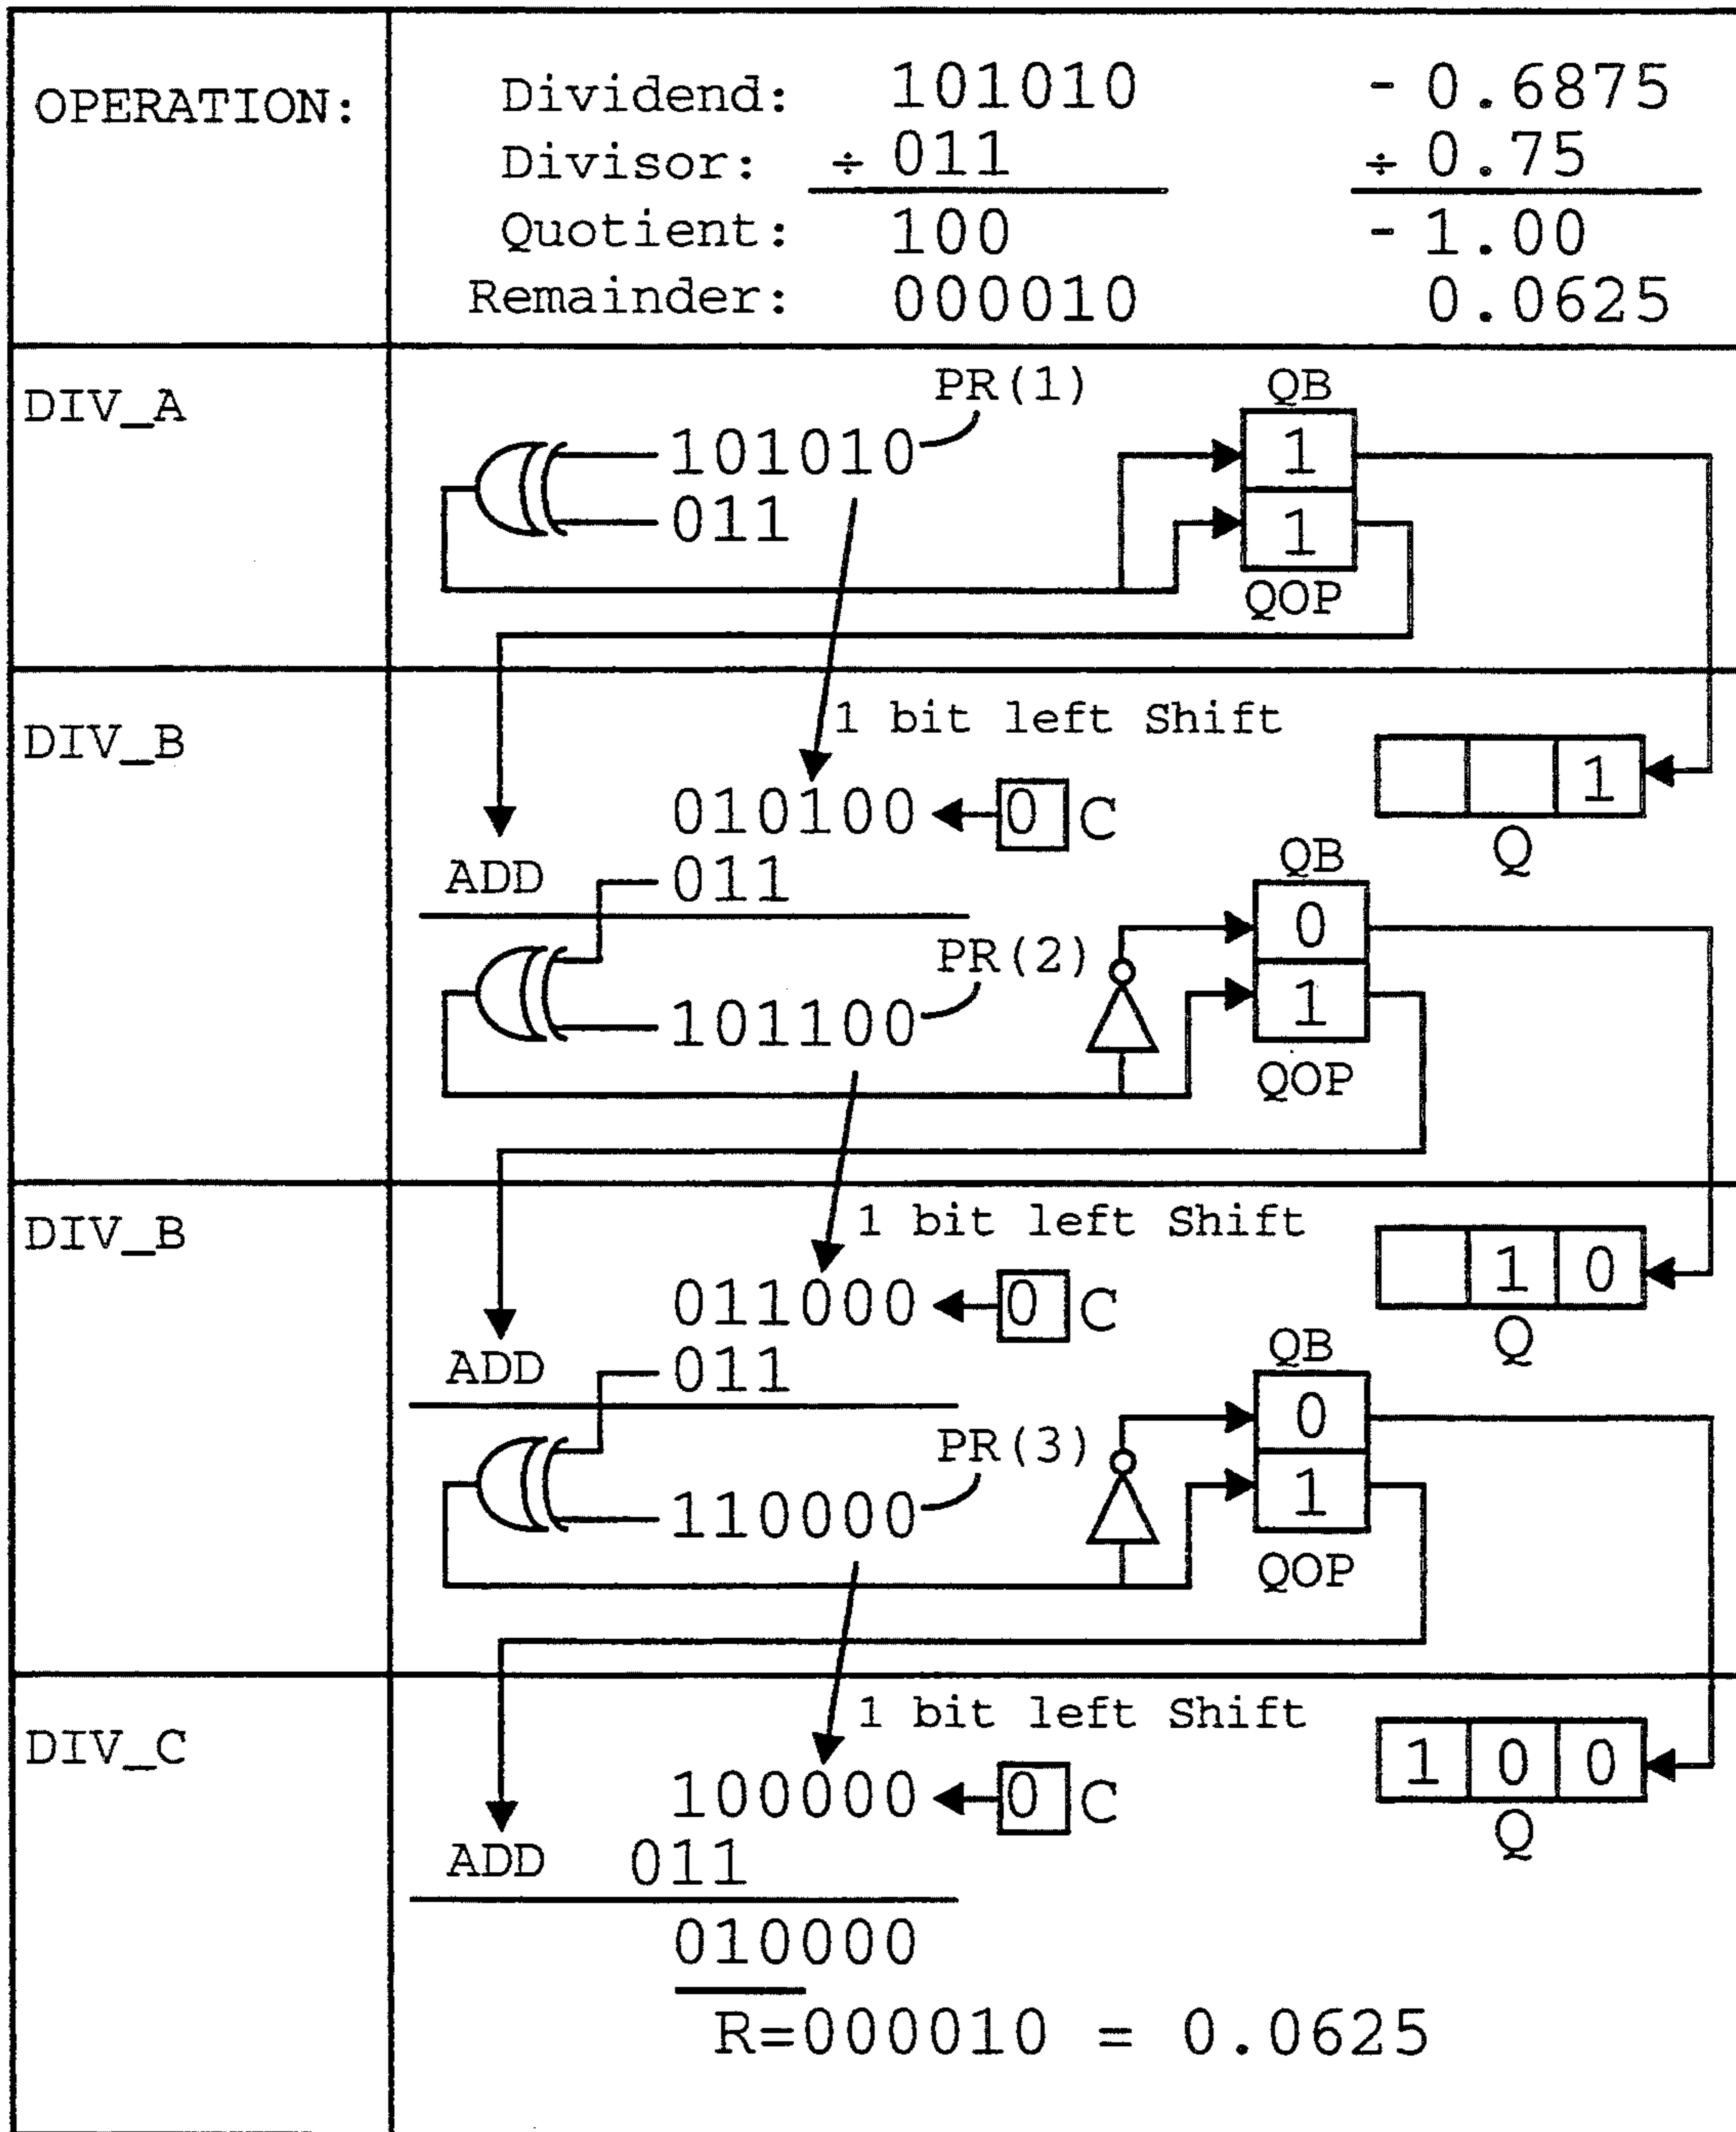 OPERATION:
Dividend: 101010 - 0.6875
Divisor: ÷ 011 ÷ 0.75
Quotient: 100 - 1.00
Remainder: 000010 0.0625
DIV_A
PR(1) QB
101010 1
011 1
QOP
DIV_B
1 bit left Shift
1
010100 0 C Q
ADD 011 QB
0
PR(2)
101100 1
QOP
DIV_B
1 bit left Shift
1 0
011000 0 C Q
ADD 011 QB
0
PR(3)
110000 1
QOP
DIV_C
1 bit left Shift
1 0 0
100000 0 C Q
ADD 011
010000
R=000010 = 0.0625